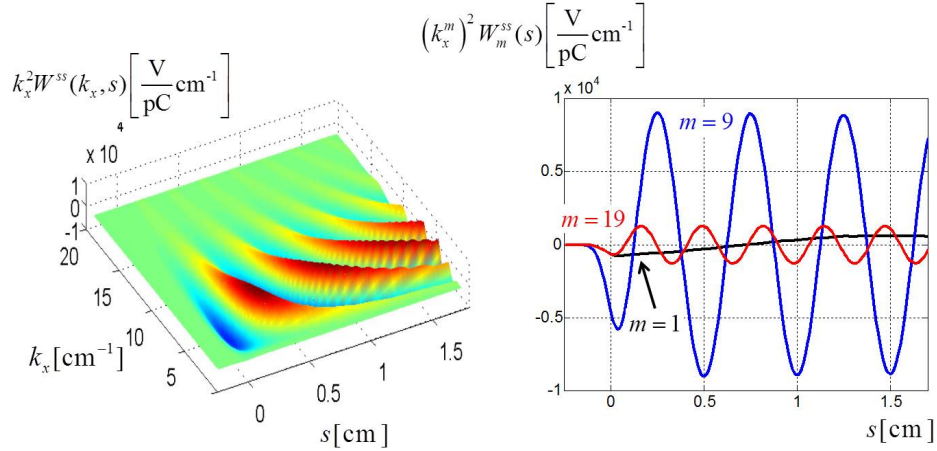 k_x^2 W^{ss}(k_x, s) [V/pC cm^{-1}]
4
x 10
1
0
-1
20
15
10
5
k_x [cm^{-1}]
0
0.5
1
1.5
s [cm]
(k_x^m)^2 W_m^{ss}(s) [V/pC cm^{-1}]
x 10^4
1
0.5
0
-0.5
-1
m = 9
m = 19
m = 1
0
0.5
1
1.5
s [cm]